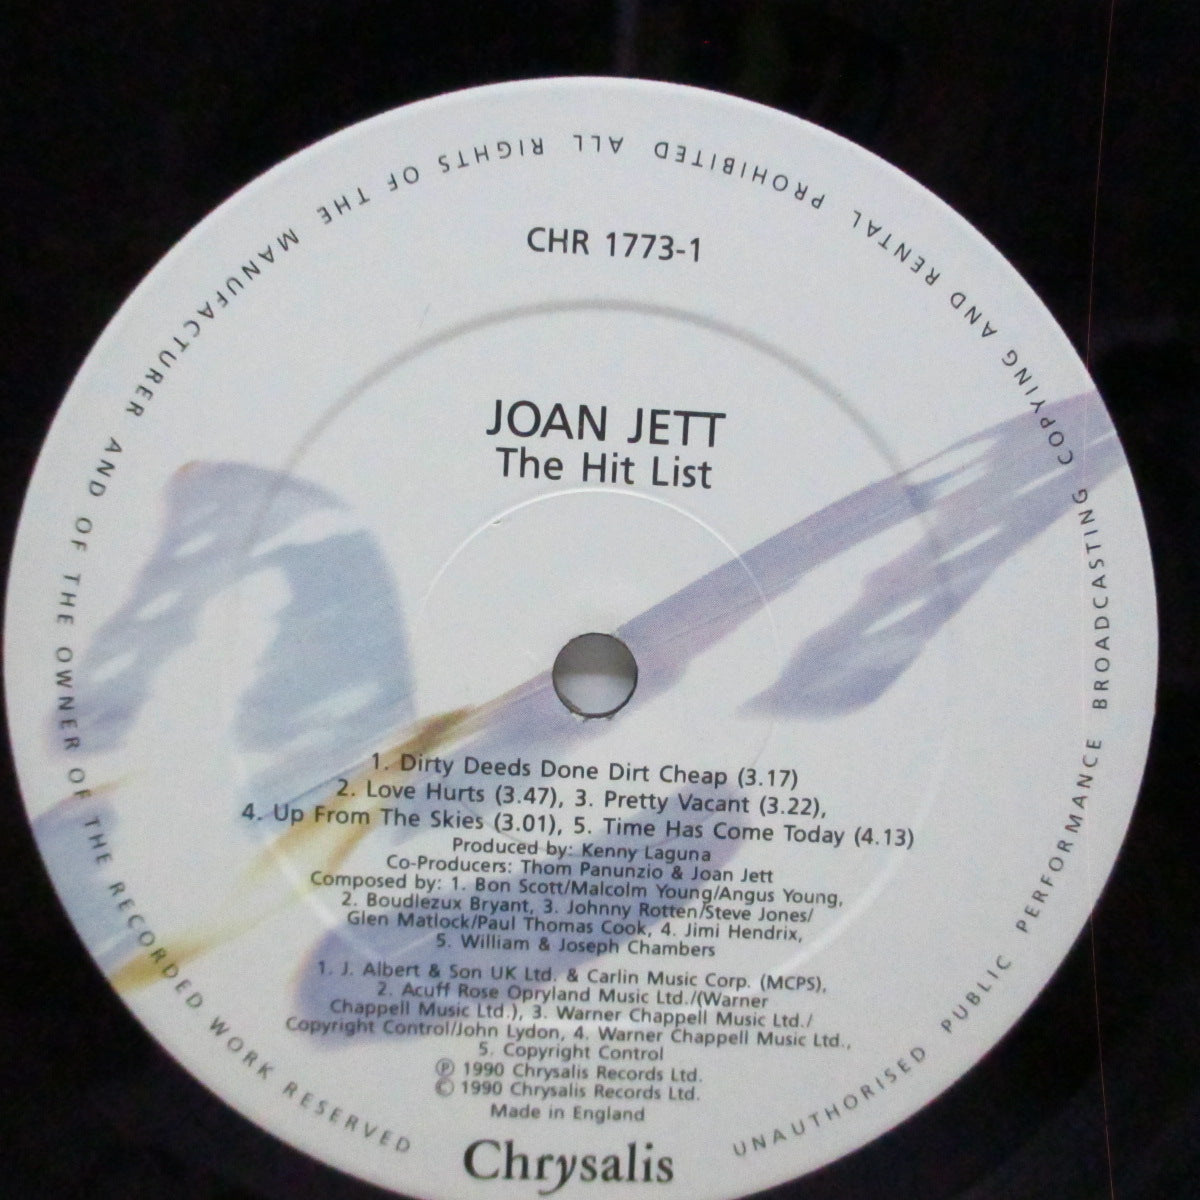 CHR 1773-1
JOAN JETT
The Hit List
1. Dirty Deeds Done Dirt Cheap (3.17)
2. Love Hurts (3.47), 3. Pretty Vacant (3.22),
4. Up From The Skies (3.01), 5. Time Has Come Today (4.13)
Produced by: Kenny Laguna
Co-Producers: Thom Panunzio & Joan Jett
Composed by: 1. Bon Scott/Malcolm Young/Angus Young,
2. Boudlezux Bryant, 3. Johnny Rotten/Steve Jones/
Glen Matlock/Paul Thomas Cook, 4. Jimi Hendrix,
5. William & Joseph Chambers
1. J. Albert & Son UK Ltd. & Carlin Music Corp. (MCPS),
2. Acuff Rose Opryland Music Ltd./(Warner
Chappell Music Ltd.), 3. Warner Chappell Music Ltd./
Copyright Control/John Lydon, 4. Warner Chappell Music Ltd.,
5. Copyright Control
℗ 1990 Chrysalis Records Ltd.
© 1990 Chrysalis Records Ltd.
Made in England
Chrysalis
UNAUTHORISED PUBLIC PERFORMANCE BROADCASTING COPYING AND RENTAL PROHIBITED ALL RIGHTS OF THE MANUFACTURER AND OF THE OWNER OF THE RECORDED WORK RESERVED